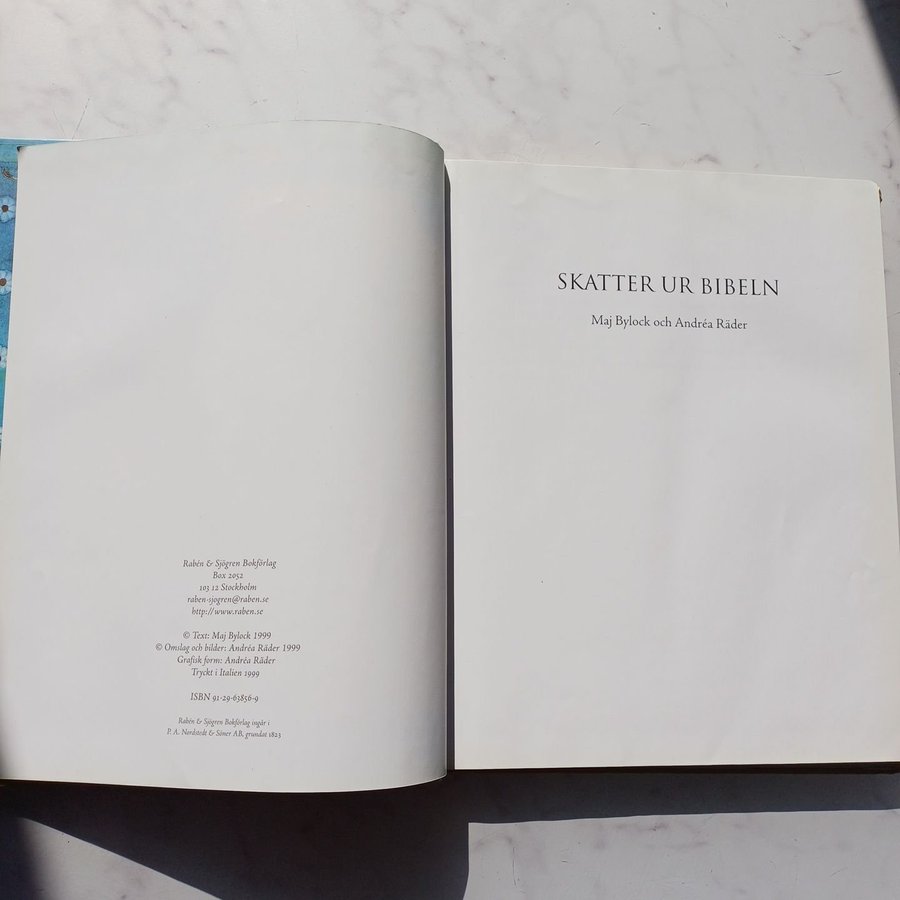 Rabén & Sjögren Bokförlag
Box 2052
103 12 Stockholm
raben-sjogren@raben.se
http://www.raben.se
© Text: Maj Bylock 1999
© Omslag och bilder: Andréa Räder 1999
Grafisk form: Andréa Räder
Tryckt i Italien 1999
ISBN 91-29-63856-9
Rabén & Sjögren Bokförlag ingår i
P. A. Norstedt & Söner AB, grundat 1823
SKATTER UR BIBELN
Maj Bylock och Andréa Räder